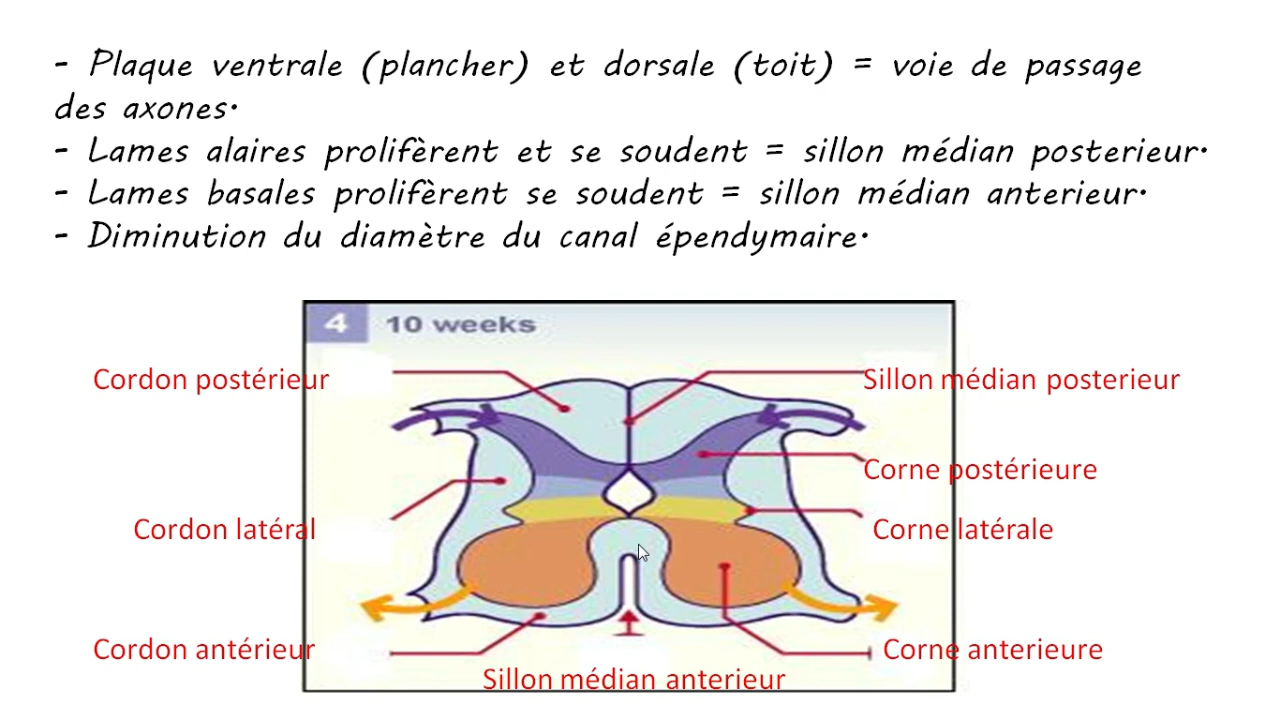 - Plaque ventrale (plancher) et dorsale (toit) = voie de passage
des axones.
- Lames alaires prolifèrent et se soudent = sillon médian posterieur.
- Lames basales prolifèrent se soudent = sillon médian anterieur.
- Diminution du diamètre du canal épendymaire.
4 10 weeks
Cordon postérieur
Sillon médian posterieur
Corne postérieure
Cordon latéral
Corne latérale
Cordon antérieur
Corne anterieure
Sillon médian anterieur